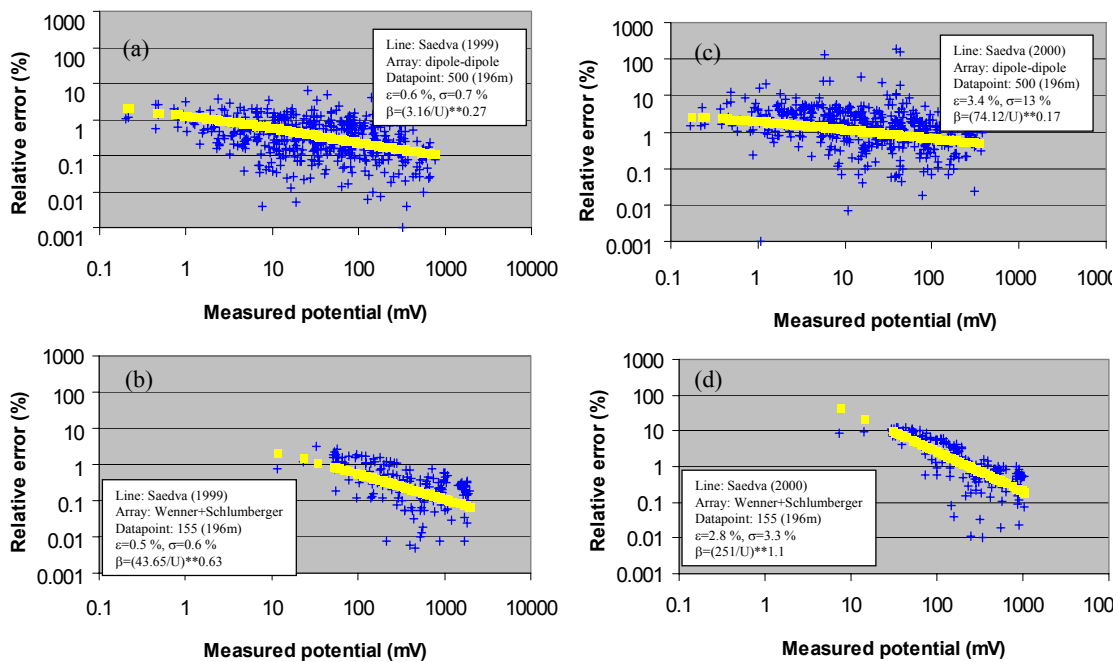 1000
100
10
1
0.1
0.01
0.001
Relative error (%)
(a)
Line: Saedva (1999)
Array: dipole-dipole
Datapoint: 500 (196m)
ε=0.6 %, σ=0.7 %
β=(3.16/U)**0.27
0.1 1 10 100 1000 10000
Measured potential (mV)
1000
100
10
1
0.1
0.01
0.001
Relative error (%)
(c)
Line: Saedva (2000)
Array: dipole-dipole
Datapoint: 500 (196m)
ε=3.4 %, σ=13 %
β=(74.12/U)**0.17
0.1 1 10 100 1000 1000
Measured potential (mV)
1000
100
10
1
0.1
0.01
0.001
Relative error (%)
(b)
Line: Saedva (1999)
Array: Wenner+Schlumberger
Datapoint: 155 (196m)
ε=0.5 %, σ=0.6 %
β=(43.65/U)**0.63
0.1 1 10 100 1000 10000
Measured potential (mV)
1000
100
10
1
0.1
0.01
0.001
Relative error (%)
(d)
Line: Saedva (2000)
Array: Wenner+Schlumberger
Datapoint: 155 (196m)
ε=2.8 %, σ=3.3 %
β=(251/U)**1.1
0.1 1 10 100 1000 10000
Measured potential (mV)